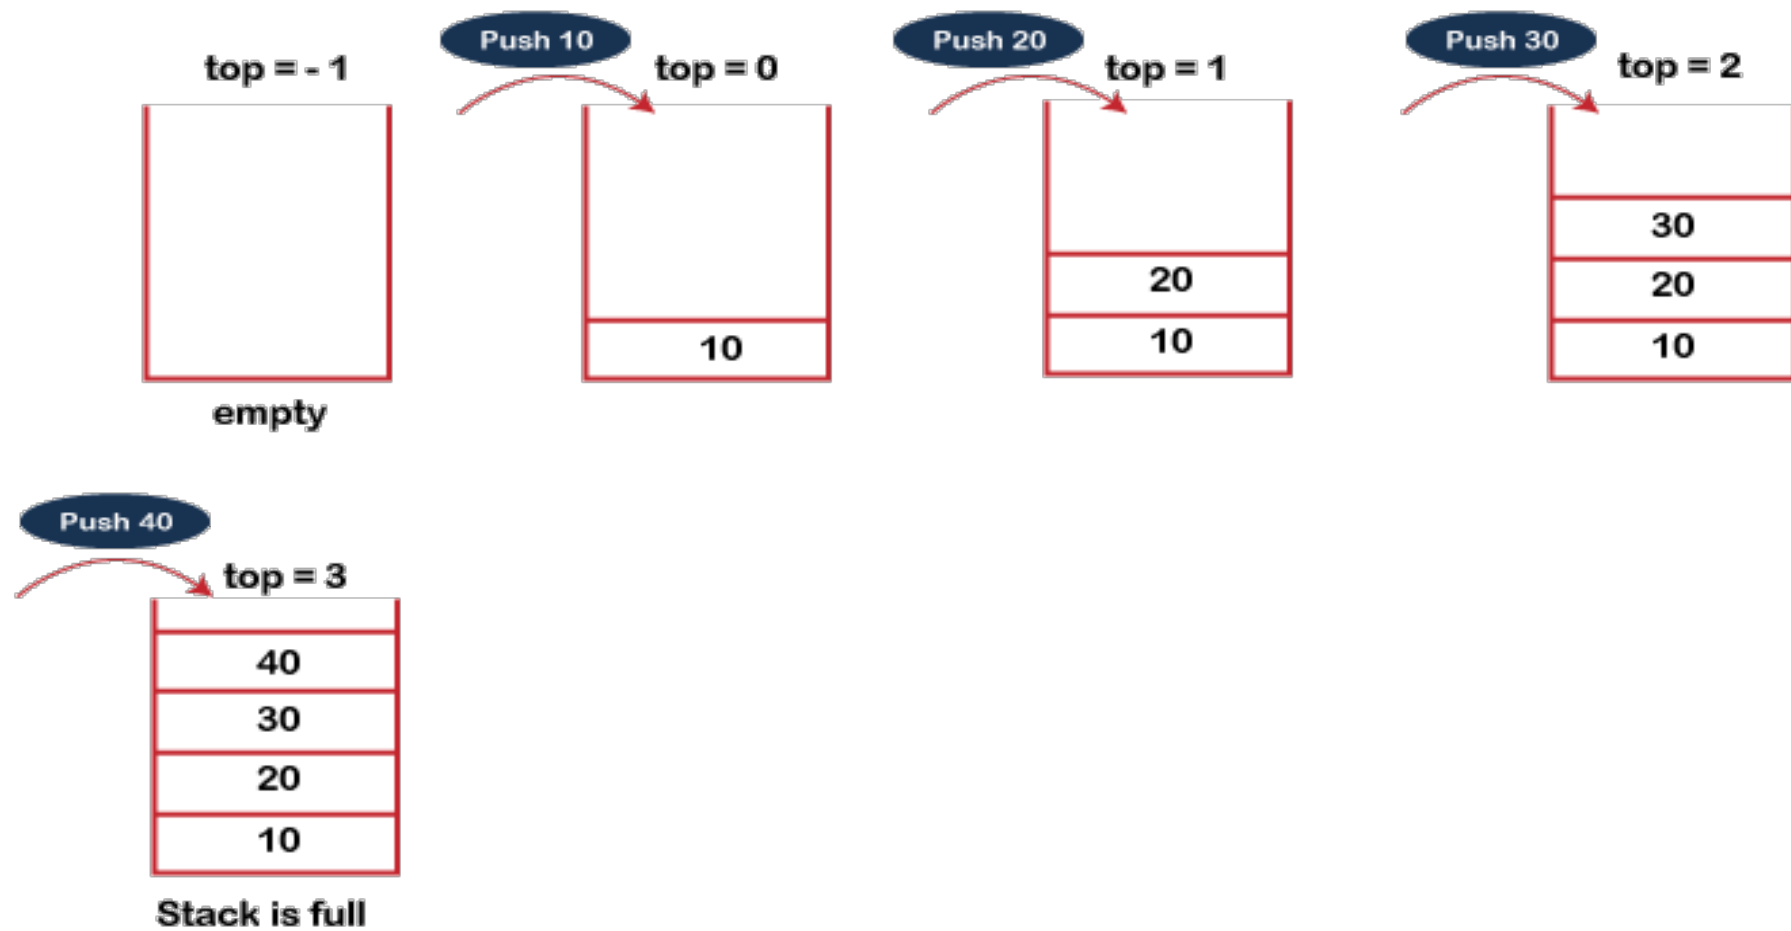 Push 10
Push 20
Push 30
top = - 1
top = 0
top = 1
top = 2
30
20
20
10
10
10
empty
Push 40
top = 3
40
30
20
10
Stack is full